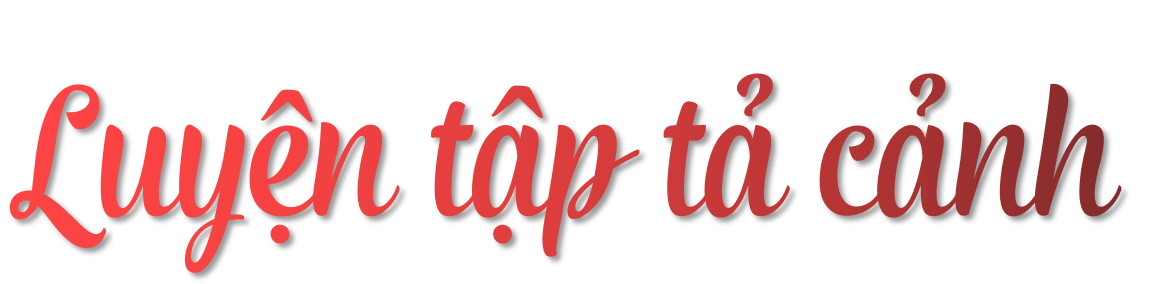 Luyện tập tả cảnh